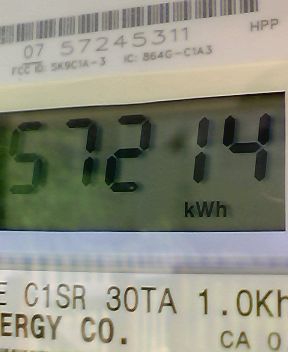 07 57245311
HPP
FCC ID: SK9C1A-3 IC: 864G-C1A3
57214
kWh
C1SR 30TA 1.0Kh
ERGY CO.
CA 0